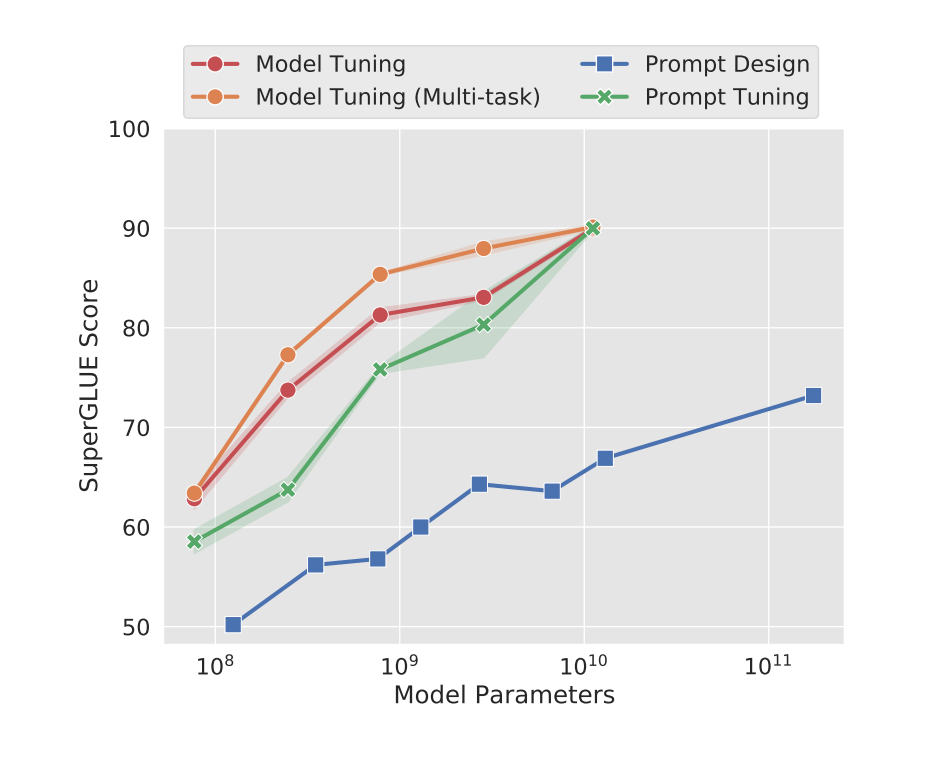 Model Tuning
Model Tuning (Multi-task)
Prompt Design
Prompt Tuning
100
90
80
70
60
50
SuperGLUE Score
10⁸ 10⁹ 10¹⁰ 10¹¹
Model Parameters